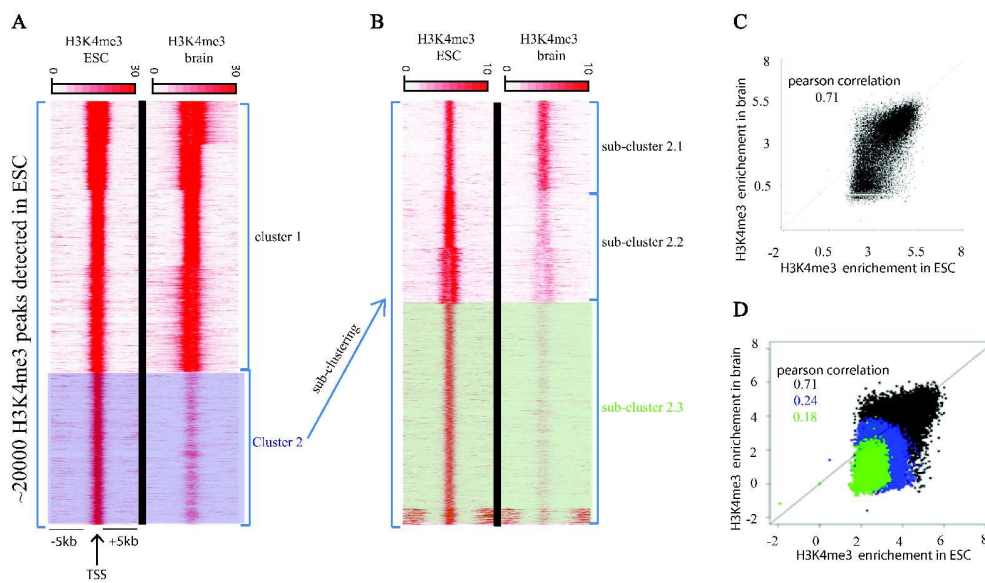 A
H3K4me3
ESC
H3K4me3
brain
0
30
0
30
~20000 H3K4me3 peaks detected in ESC
cluster 1
Cluster 2
-5kb
+5kb
TSS
sub-clustering
B
H3K4me3
ESC
H3K4me3
brain
0
10
0
10
sub-cluster 2.1
sub-cluster 2.2
sub-cluster 2.3
C
pearson correlation
0.71
H3K4me3 enrichement in brain
8
5.5
3
0.5
-2
0.5
3
5.5
8
H3K4me3 enrichement in ESC
D
pearson correlation
0.71
0.24
0.18
H3K4me3 enrichement in brain
8
6
4
2
0
-2
-2
0
2
4
6
8
H3K4me3 enrichement in ESC